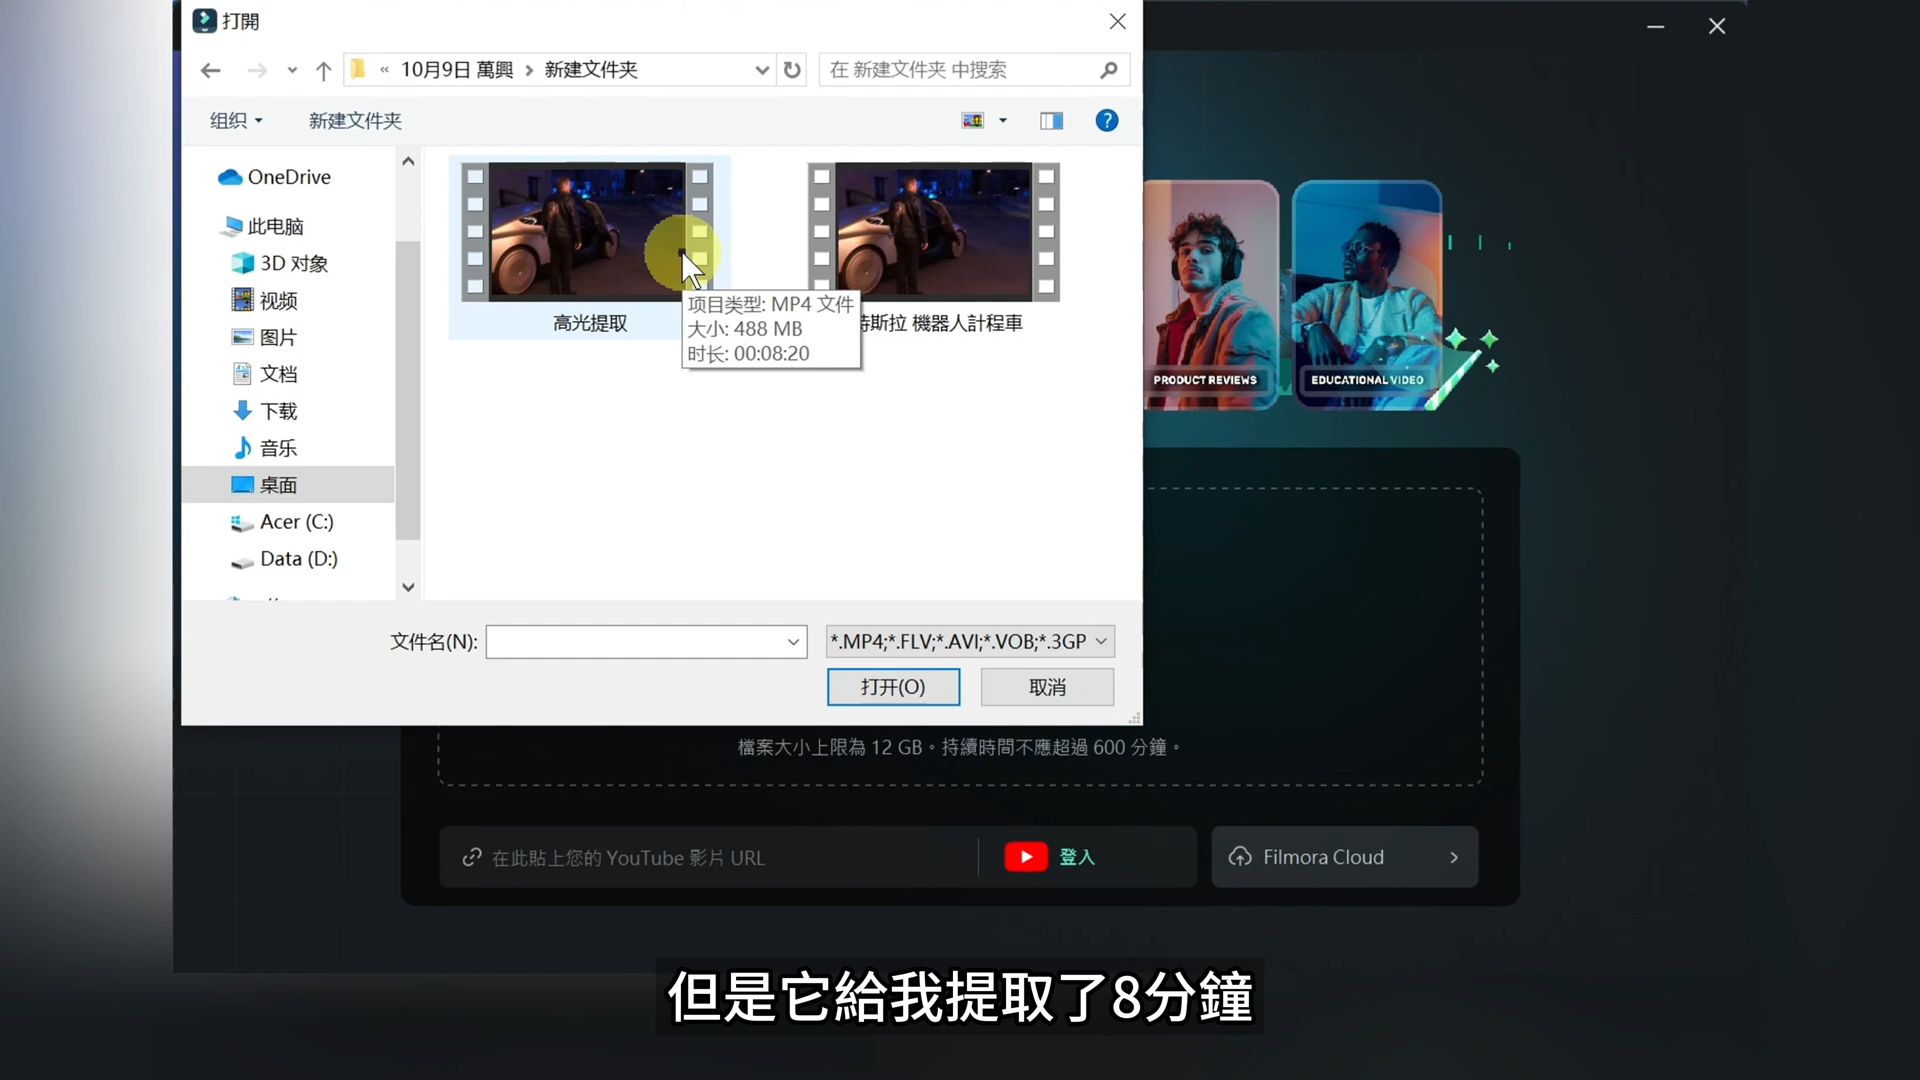 打開
« 10月9日 萬興 › 新建文件夹
在 新建文件夹 中搜索
组织
新建文件夹
OneDrive
此电脑
3D 对象
视频
图片
文档
下载
音乐
桌面
Acer (C:)
Data (D:)
高光提取
斯拉 機器人計程車
项目类型: MP4 文件
大小: 488 MB
时长: 00:08:20
PRODUCT REVIEWS
EDUCATIONAL VIDEO
文件名(N):
*.MP4;*.FLV;*.AVI;*.VOB;*.3GP
打开(O)
取消
檔案大小上限為 12 GB。持續時間不應超過 600 分鐘。
在此貼上您的 YouTube 影片 URL
登入
Filmora Cloud
但是它給我提取了8分鐘